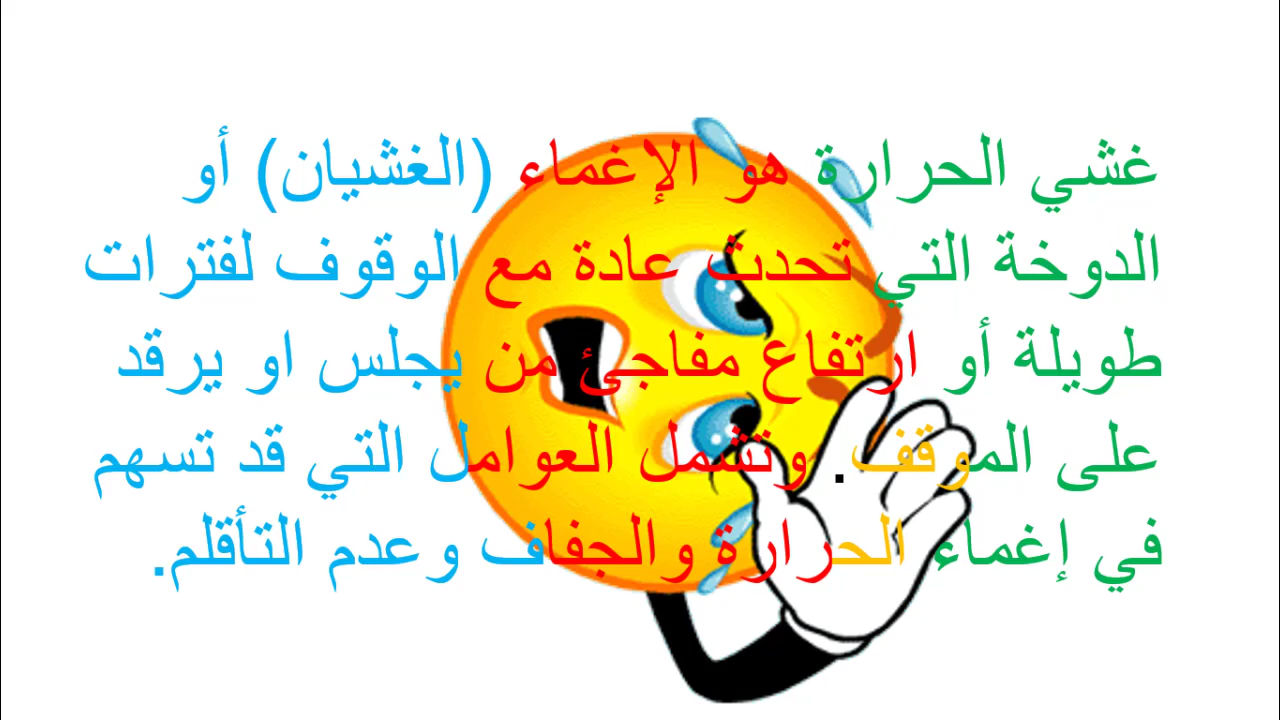 غشي الحرارة هو الإغماء (الغشيان) أو
الدوخة التي تحدث عادة مع الوقوف لفترات
طويلة أو ارتفاع مفاجئ من يجلس او يرقد
على الموقف. وتشمل العوامل التي قد تسهم
في إغماء الحرارة والجفاف وعدم التأقلم.